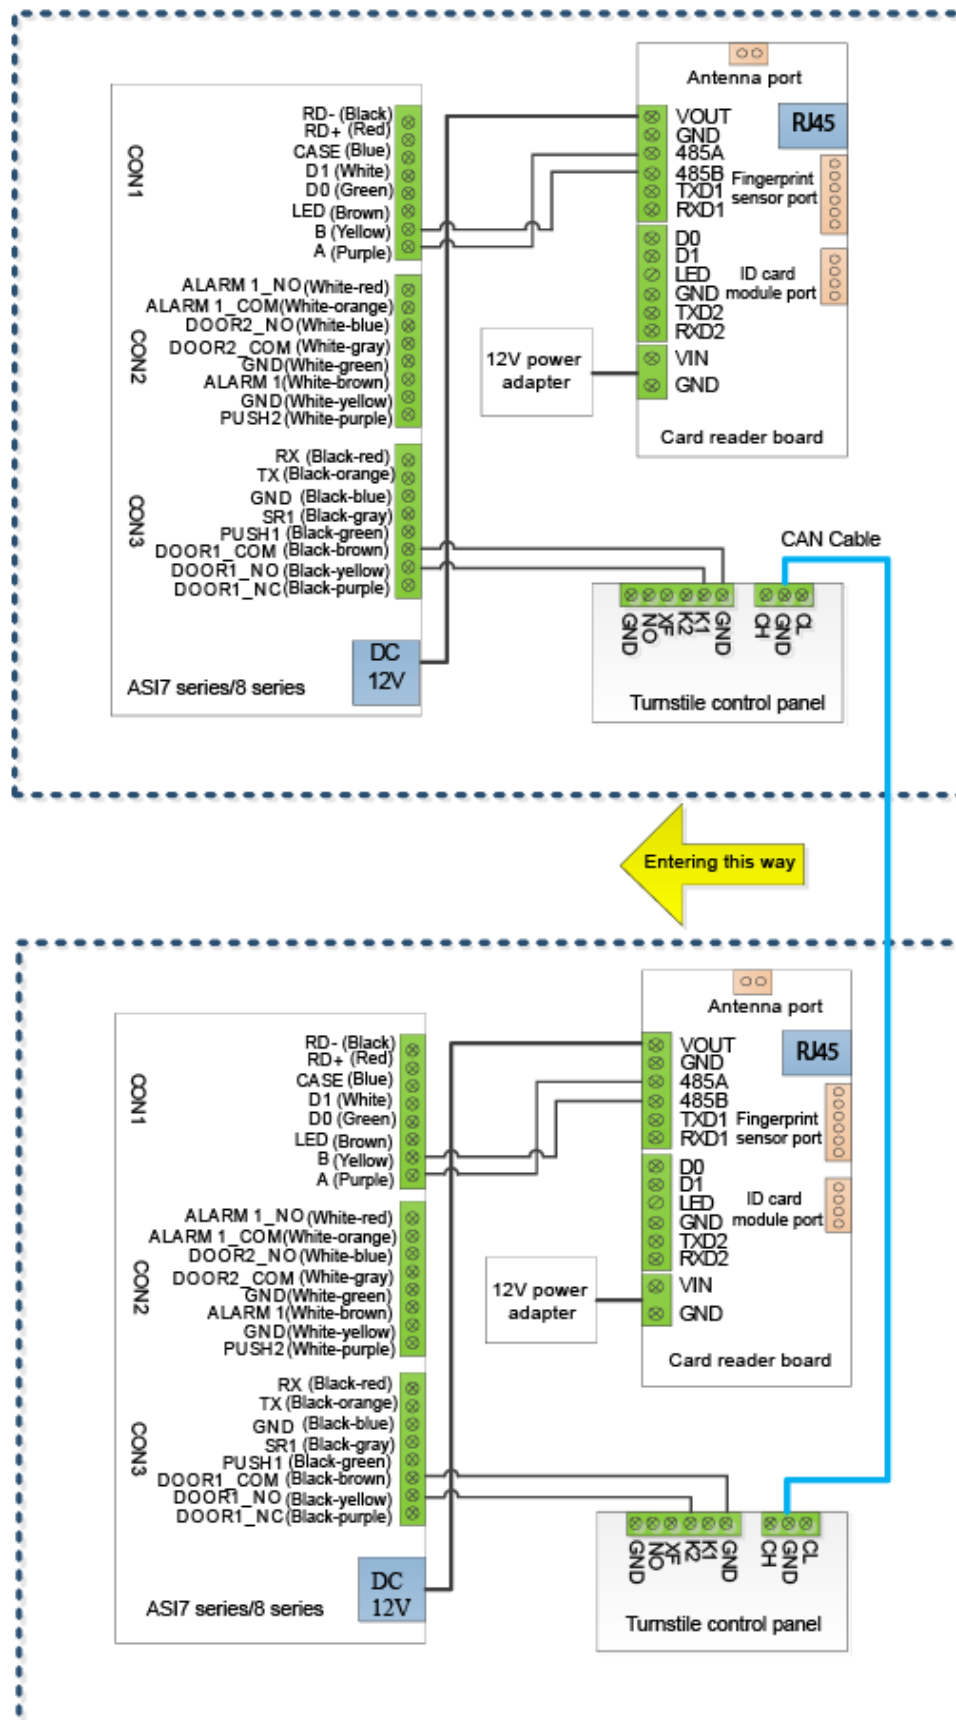 Antenna port
RJ45
VOUT
GND
485A
485B
TXD1
RXD1
Fingerprint
sensor port
D0
D1
LED
GND
TXD2
RXD2
ID card
module port
VIN
GND
Card reader board
12V power
adapter
CON1
RD- (Black)
RD+ (Red)
CASE (Blue)
D1 (White)
D0 (Green)
LED (Brown)
B (Yellow)
A (Purple)
CON2
ALARM 1_NO (White-red)
ALARM 1_COM(White-orange)
DOOR2_NO (White-blue)
DOOR2_COM (White-gray)
GND(White-green)
ALARM 1(White-brown)
GND (White-yellow)
PUSH2 (White-purple)
CON3
RX (Black-red)
TX (Black-orange)
GND (Black-blue)
SR1 (Black-gray)
PUSH1 (Black-green)
DOOR1_COM (Black-brown)
DOOR1_NO (Black-yellow)
DOOR1_NC(Black-purple)
DC
12V
ASI7 series/8 series
CAN Cable
GND
NO
XF
K2
K1
GND
CH
GND
CL
Turnstile control panel
Entering this way
Antenna port
RJ45
VOUT
GND
485A
485B
TXD1
RXD1
Fingerprint
sensor port
D0
D1
LED
GND
TXD2
RXD2
ID card
module port
VIN
GND
Card reader board
12V power
adapter
CON1
RD- (Black)
RD+ (Red)
CASE (Blue)
D1 (White)
D0 (Green)
LED (Brown)
B (Yellow)
A (Purple)
CON2
ALARM 1_NO (White-red)
ALARM 1_COM(White-orange)
DOOR2_NO (White-blue)
DOOR2_COM (White-gray)
GND(White-green)
ALARM 1(White-brown)
GND (White-yellow)
PUSH2 (White-purple)
CON3
RX (Black-red)
TX (Black-orange)
GND (Black-blue)
SR1 (Black-gray)
PUSH1 (Black-green)
DOOR1_COM (Black-brown)
DOOR1_NO (Black-yellow)
DOOR1_NC(Black-purple)
DC
12V
ASI7 series/8 series
GND
NO
XF
K2
K1
GND
CH
GND
CL
Turnstile control panel